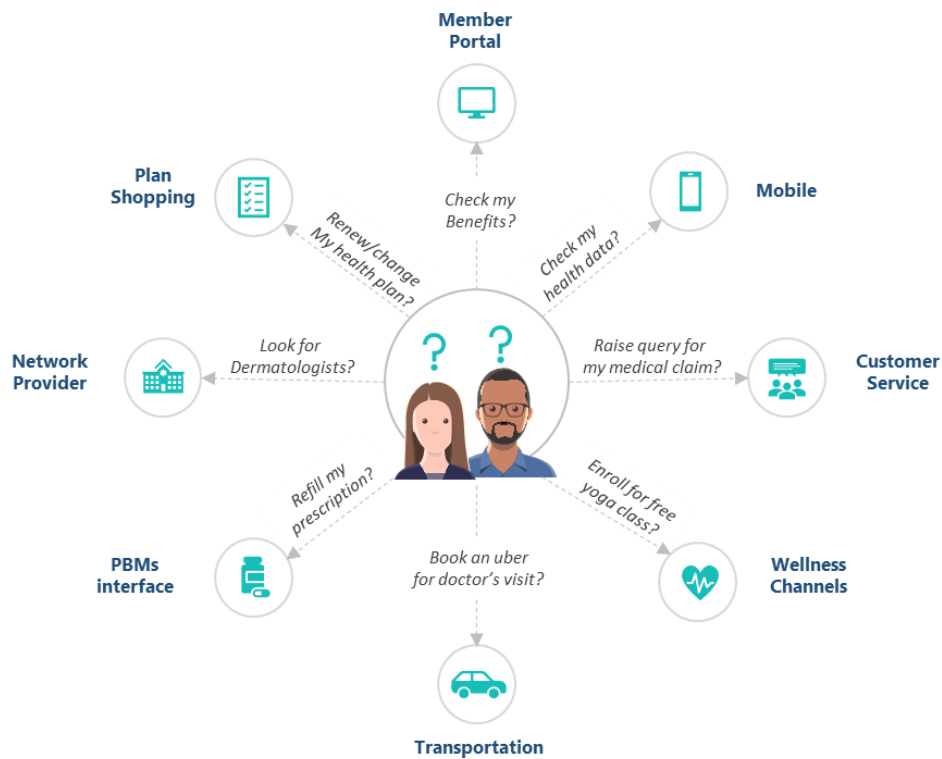 Member
Portal
Plan
Shopping
Mobile
Check my
Benefits?
Renew/change
My health plan?
Check my
health data?
Network
Provider
Look for
Dermatologists?
Raise query for
my medical claim?
Customer
Service
?
?
Refill my
prescription?
Enroll for free
yoga class?
PBMs
interface
Book an uber
for doctor’s visit?
Wellness
Channels
Transportation